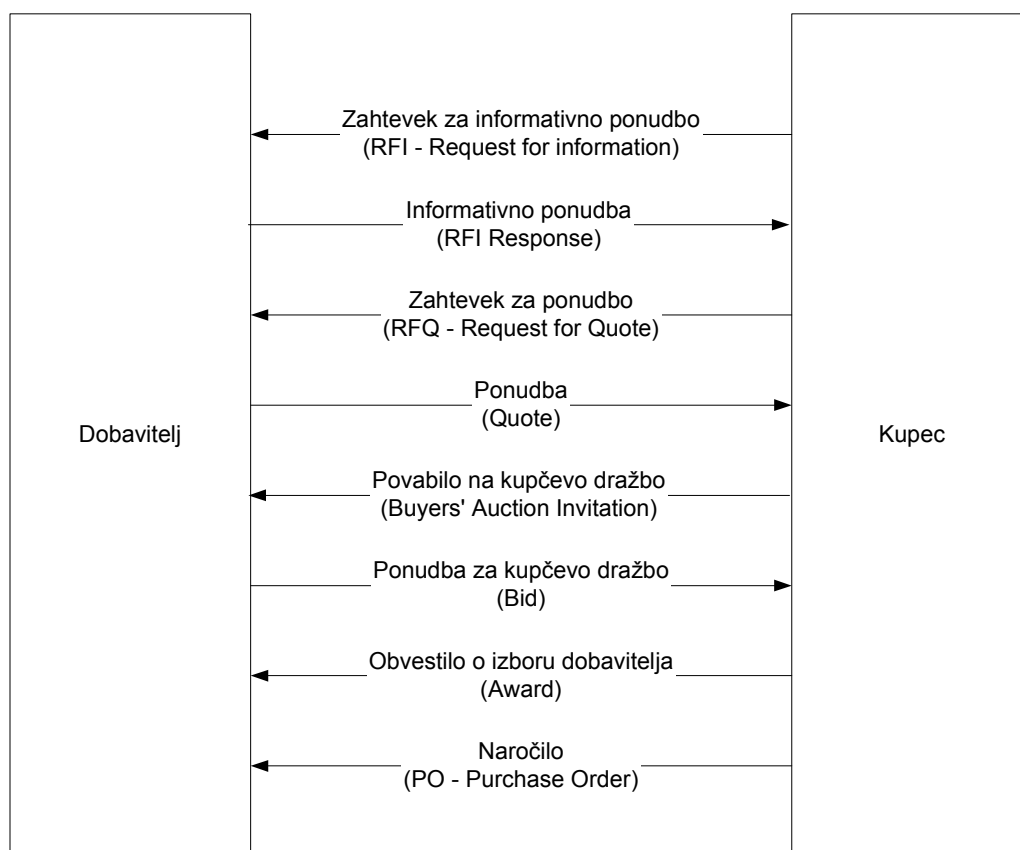 Zahtevek za informativno ponudbo
(RFI - Request for information)
Informativno ponudba
(RFI Response)
Zahtevek za ponudbo
(RFQ - Request for Quote)
Ponudba
(Quote)
Dobavitelj
Kupec
Povabilo na kupčevo dražbo
(Buyers' Auction Invitation)
Ponudba za kupčevo dražbo
(Bid)
Obvestilo o izboru dobavitelja
(Award)
Naročilo
(PO - Purchase Order)